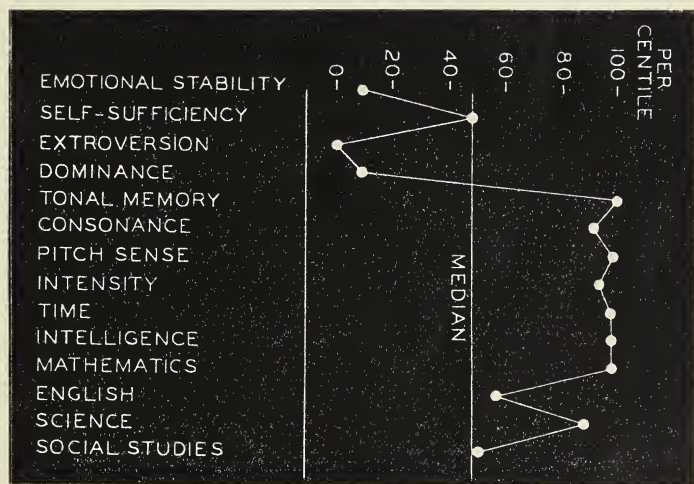 PER
CENTILE
0-
20-
40-
60-
80-
100-
EMOTIONAL STABILITY
SELF-SUFFICIENCY
EXTROVERSION
DOMINANCE
TONAL MEMORY
CONSONANCE
PITCH SENSE
INTENSITY
TIME
INTELLIGENCE
MATHEMATICS
ENGLISH
SCIENCE
SOCIAL STUDIES
MEDIAN